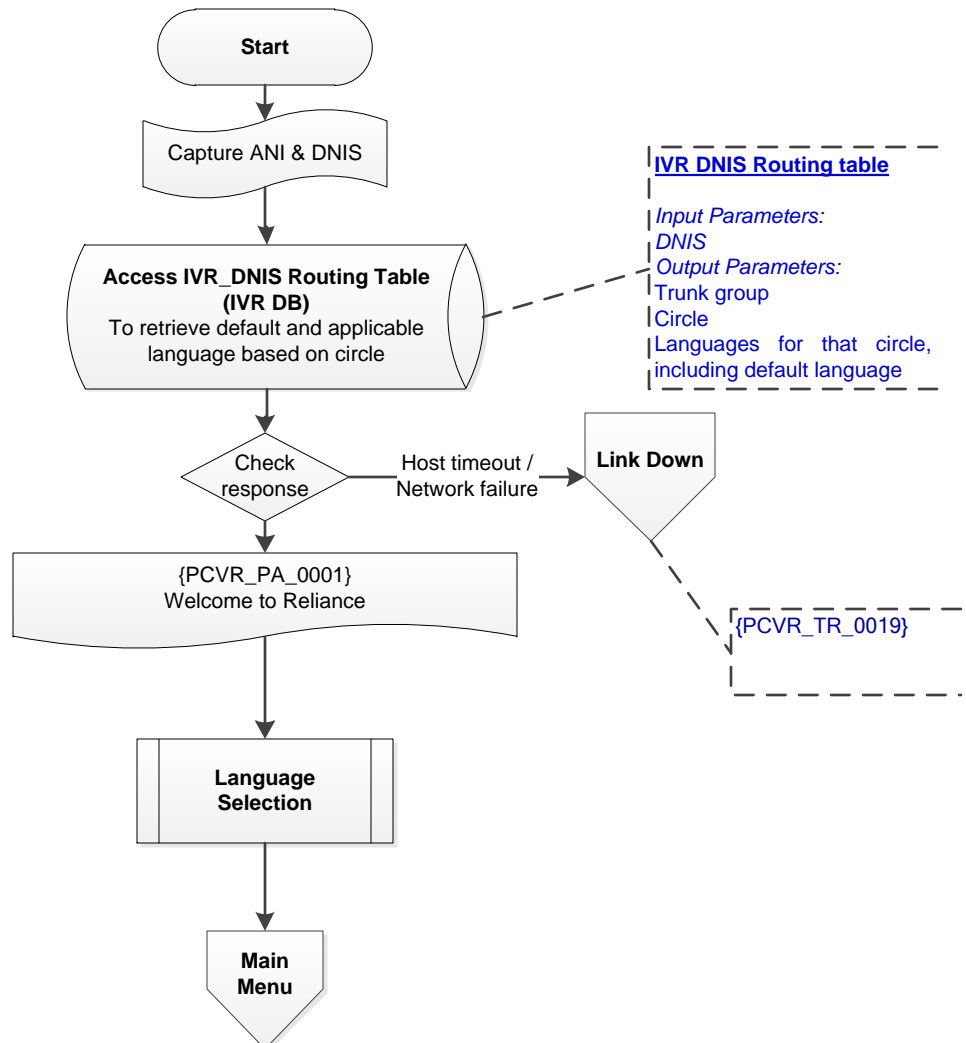 Start
Capture ANI & DNIS
IVR DNIS Routing table
Input Parameters:
DNIS
Output Parameters:
Trunk group
Circle
Languages for that circle,
including default language
Access IVR_DNIS Routing Table
(IVR DB)
To retrieve default and applicable
language based on circle
Check
response
Host timeout /
Network failure
Link Down
{PCVR_PA_0001}
Welcome to Reliance
{PCVR_TR_0019}
Language
Selection
Main
Menu